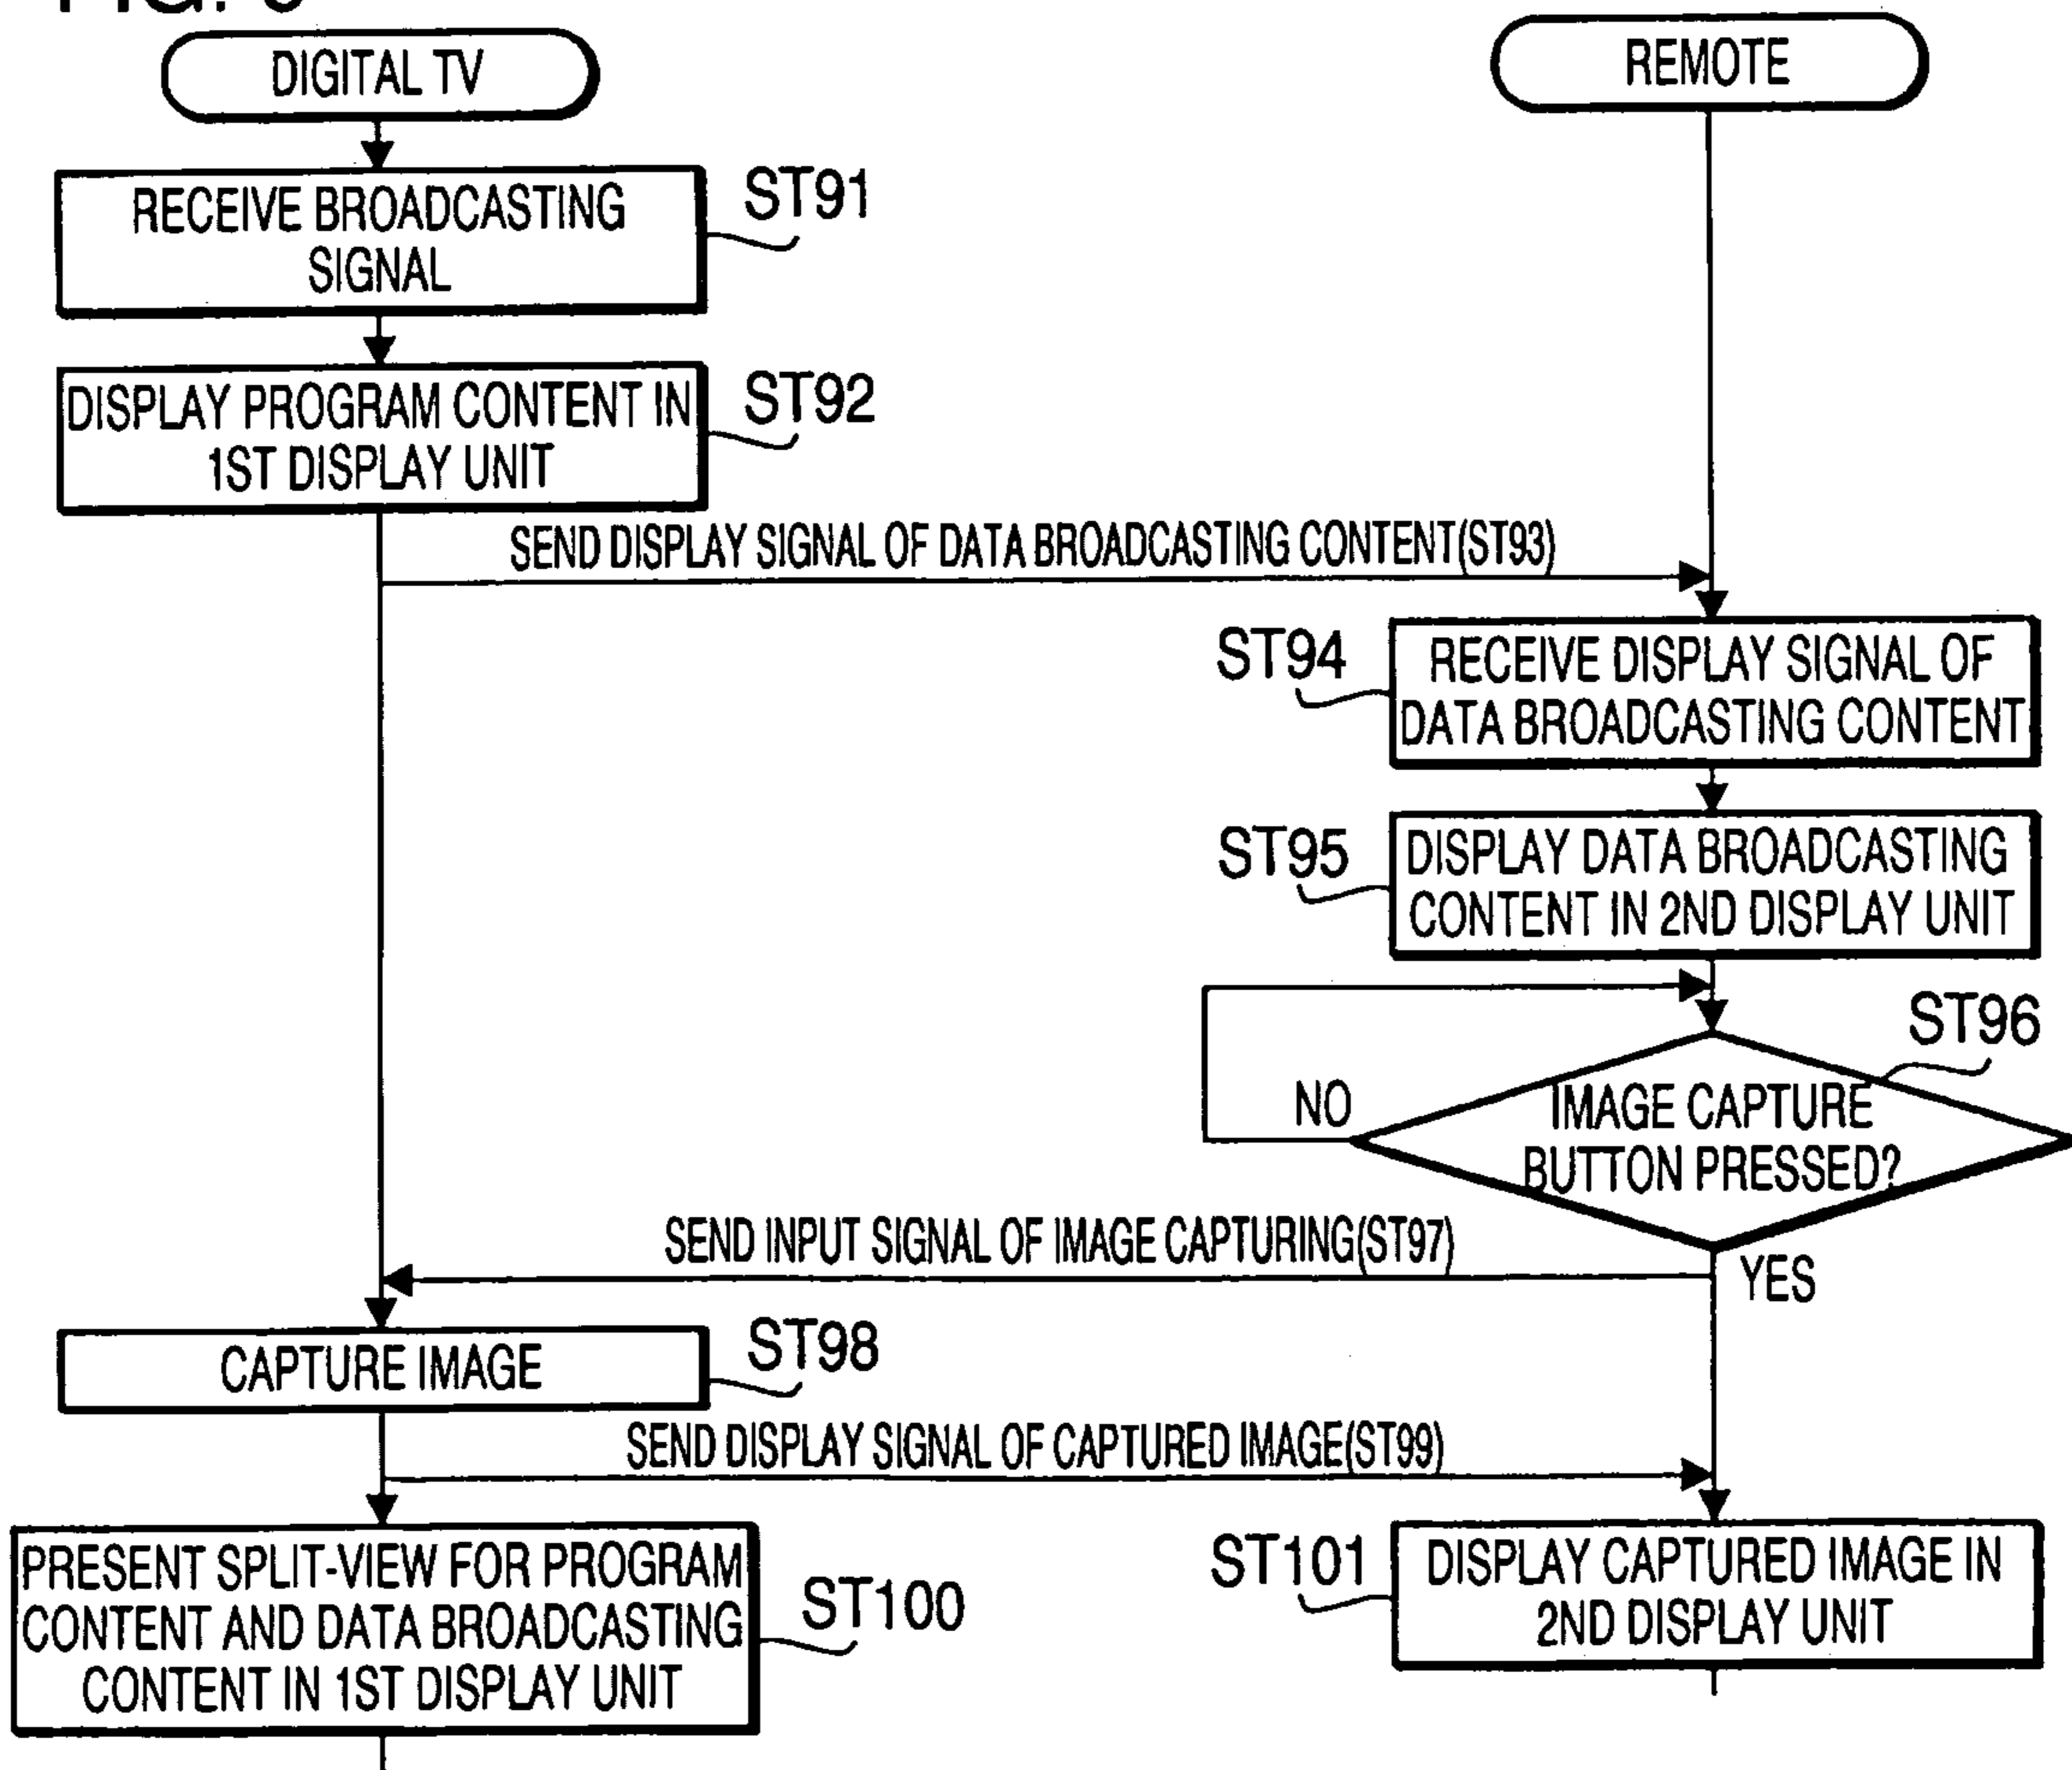 DIGITAL TV
REMOTE
RECEIVE BROADCASTING
SIGNAL
ST91
DISPLAY PROGRAM CONTENT IN
1ST DISPLAY UNIT
ST92
SEND DISPLAY SIGNAL OF DATA BROADCASTING CONTENT(ST93)
ST94
RECEIVE DISPLAY SIGNAL OF
DATA BROADCASTING CONTENT
ST95
DISPLAY DATA BROADCASTING
CONTENT IN 2ND DISPLAY UNIT
ST96
NO
IMAGE CAPTURE
BUTTON PRESSED?
SEND INPUT SIGNAL OF IMAGE CAPTURING(ST97)
YES
CAPTURE IMAGE
ST98
SEND DISPLAY SIGNAL OF CAPTURED IMAGE(ST99)
PRESENT SPLIT-VIEW FOR PROGRAM
CONTENT AND DATA BROADCASTING
CONTENT IN 1ST DISPLAY UNIT
ST100
ST101
DISPLAY CAPTURED IMAGE IN
2ND DISPLAY UNIT